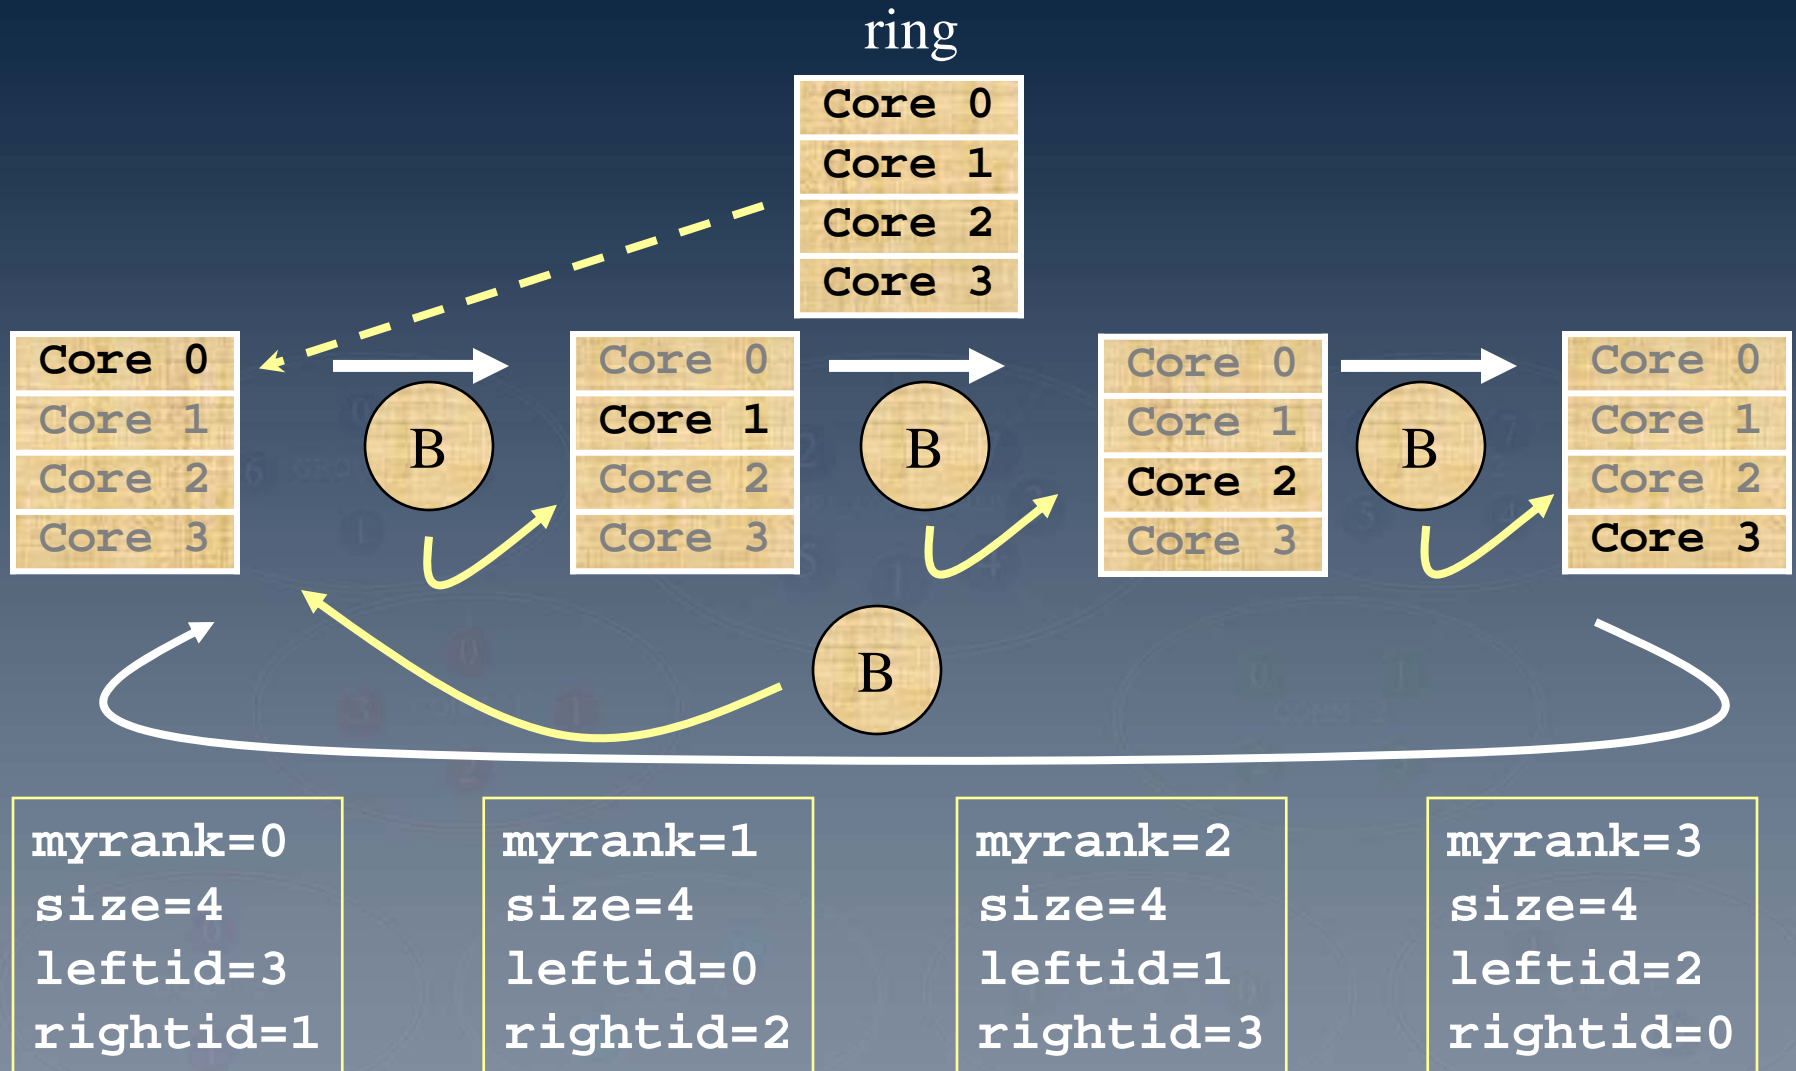 ring
Core 0
Core 1
Core 2
Core 3
Core 0
Core 1
Core 2
Core 3
B
Core 0
Core 1
Core 2
Core 3
B
Core 0
Core 1
Core 2
Core 3
B
Core 0
Core 1
Core 2
Core 3
B
myrank=0
size=4
leftid=3
rightid=1
myrank=1
size=4
leftid=0
rightid=2
myrank=2
size=4
leftid=1
rightid=3
myrank=3
size=4
leftid=2
rightid=0